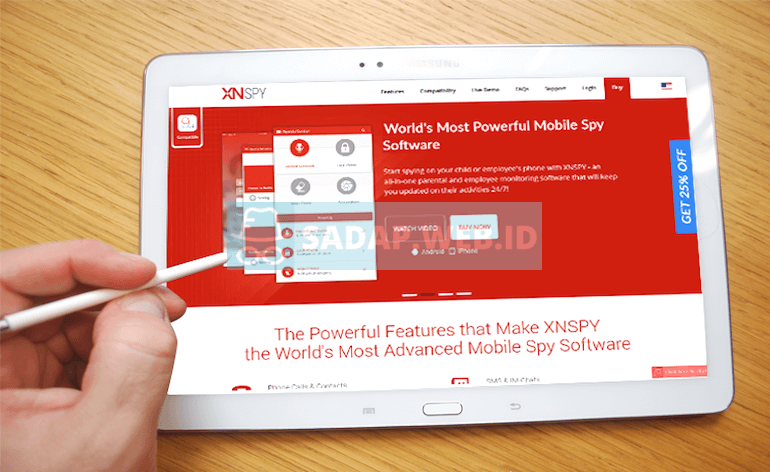 SAMSUNG
XNSPY
Features Compatibility Live Demo FAQs Support Login Buy
World's Most Powerful Mobile Spy
Software
Start spying on your child or employee's phone with XNSPY - an
all-in-one parental and employee monitoring software that will keep
you updated on their activities 24/7!
GET 25% OFF
WATCH VIDEO BUY NOW
SADAP.WEB.ID
Android iPhone
The Powerful Features that Make XNSPY
the World's Most Advanced Mobile Spy Software
Phone Calls & Contacts SMS & IM Chats